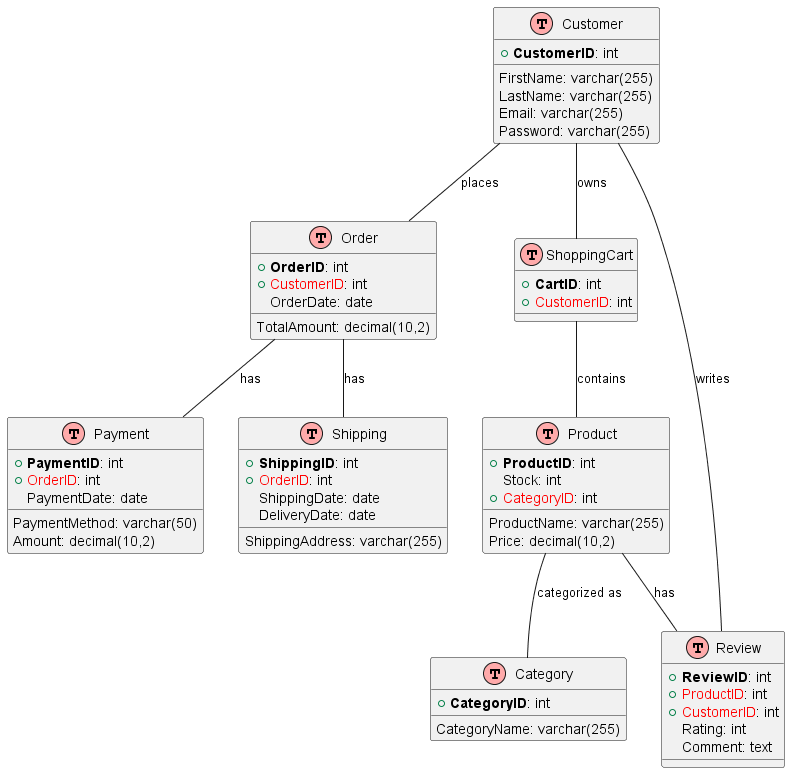 T Customer
CustomerID: int
FirstName: varchar(255)
LastName: varchar(255)
Email: varchar(255)
Password: varchar(255)
places
owns
writes
T Order
OrderID: int
CustomerID: int
OrderDate: date
TotalAmount: decimal(10,2)
T ShoppingCart
CartID: int
CustomerID: int
has
has
contains
T Payment
PaymentID: int
OrderID: int
PaymentDate: date
PaymentMethod: varchar(50)
Amount: decimal(10,2)
T Shipping
ShippingID: int
OrderID: int
ShippingDate: date
DeliveryDate: date
ShippingAddress: varchar(255)
T Product
ProductID: int
Stock: int
CategoryID: int
ProductName: varchar(255)
Price: decimal(10,2)
categorized as
has
T Category
CategoryID: int
CategoryName: varchar(255)
T Review
ReviewID: int
ProductID: int
CustomerID: int
Rating: int
Comment: text